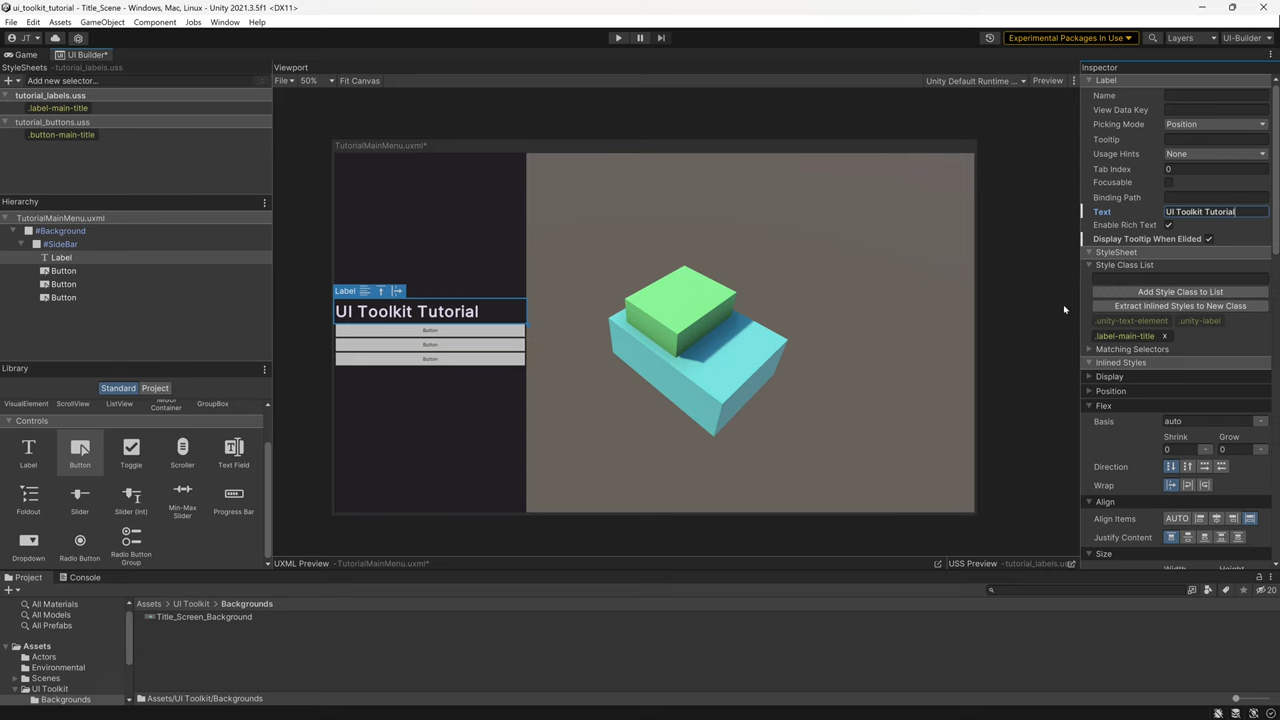 ui_toolkit_tutorial - Title_Scene - Windows, Mac, Linux - Unity 2021.3.5f1 <DX11>
File Edit Assets GameObject Component Jobs Window Help
JT Experimental Packages In Use Layers UI-Builder
Game UI Builder*
StyleSheets - tutorial_labels.uss
Add new selector...
tutorial_labels.uss
.label-main-title
tutorial_buttons.uss
.button-main-title
Hierarchy
TutorialMainMenu.uxml*
#Background
#SideBar
Label
Button
Button
Button
Library
Standard Project
VisualElement ScrollView ListView IMGUI Container GroupBox
Controls
Label Button Toggle Scroller Text Field
Foldout Slider Slider (Int) Min-Max Slider Progress Bar
Dropdown Radio Button Radio Button Group
Viewport
File 50% Fit Canvas Unity Default Runtime ... Preview
TutorialMainMenu.uxml*
Label
UI Toolkit Tutorial
Button
Button
Button
UXML Preview - TutorialMainMenu.uxml* USS Preview - tutorial_labels.uss
Inspector
Label
Name
View Data Key
Picking Mode Position
Tooltip
Usage Hints None
Tab Index 0
Focusable
Binding Path
Text UI Toolkit Tutorial
Enable Rich Text
Display Tooltip When Elided
StyleSheet
Style Class List
Add Style Class to List
Extract Inlined Styles to New Class
.unity-text-element .unity-label
.label-main-title x
Matching Selectors
Inlined Styles
Display
Position
Flex
Basis auto
Shrink Grow
0 - 0 -
Direction
Wrap
Align
Align Items AUTO
Justify Content
Size
Width Height
Project Console
20
All Materials
All Models
All Prefabs
Assets
Actors
Environmental
Scenes
UI Toolkit
Backgrounds
Assets > UI Toolkit > Backgrounds
Title_Screen_Background
Assets/UI Toolkit/Backgrounds